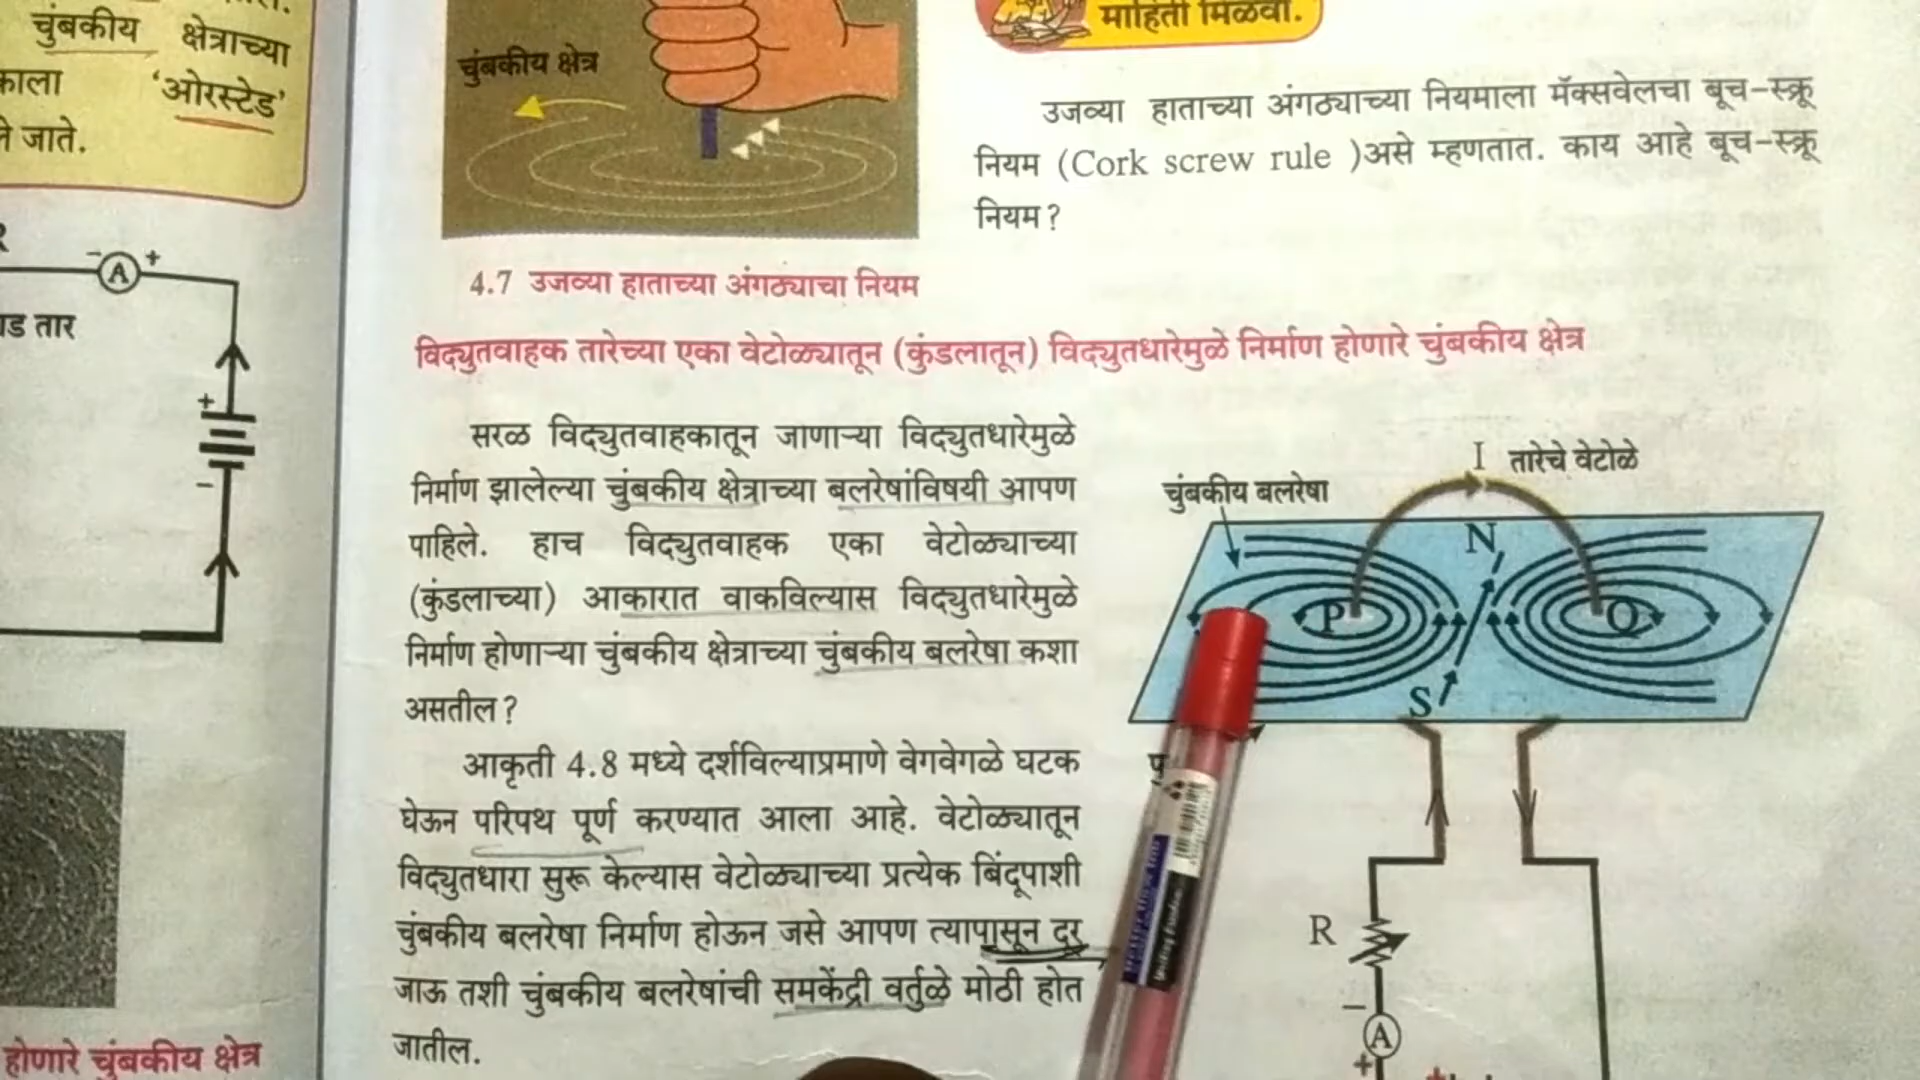 चुंबकीय क्षेत्राच्या
'ओरस्टेड'
जाते.
- A +
तार
+
-
होणारे चुंबकीय क्षेत्र
चुंबकीय क्षेत्र
4.7 उजव्या हाताच्या अंगठ्याचा नियम
माहिती मिळवा.
उजव्या हाताच्या अंगठ्याच्या नियमाला मॅक्सवेलचा बूच-स्क्रू
नियम (Cork screw rule )असे म्हणतात. काय आहे बूच-स्क्रू
नियम?
विद्युतवाहक तारेच्या एका वेटोळ्यातून (कुंडलातून) विद्युतधारेमुळे निर्माण होणारे चुंबकीय क्षेत्र
सरळ विद्युतवाहकातून जाणाऱ्या विद्युतधारेमुळे
निर्माण झालेल्या चुंबकीय क्षेत्राच्या बलरेषांविषयी आपण
पाहिले. हाच विद्युतवाहक एका वेटोळ्याच्या
(कुंडलाच्या) आकारात वाकविल्यास विद्युतधारेमुळे
निर्माण होणाऱ्या चुंबकीय क्षेत्राच्या चुंबकीय बलरेषा कशा
असतील?
आकृती 4.8 मध्ये दर्शविल्याप्रमाणे वेगवेगळे घटक
घेऊन परिपथ पूर्ण करण्यात आला आहे. वेटोळ्यातून
विद्युतधारा सुरू केल्यास वेटोळ्याच्या प्रत्येक बिंदूपाशी
चुंबकीय बलरेषा निर्माण होऊन जसे आपण त्यापासून दूर
जाऊ तशी चुंबकीय बलरेषांची समकेंद्री वर्तुळे मोठी होत
जातील.
I तारेचे वेटोळे
चुंबकीय बलरेषा
N
P Q
S
R
-
A
+ +